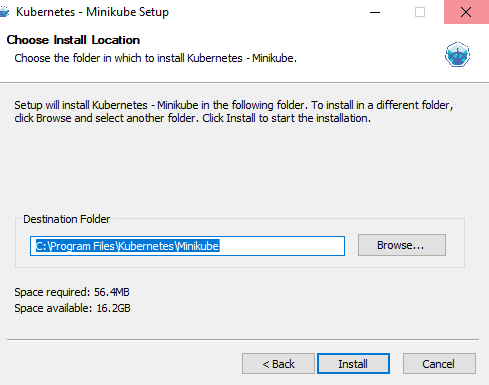 Kubernetes - Minikube Setup
Choose Install Location
Choose the folder in which to install Kubernetes - Minikube.
Setup will install Kubernetes - Minikube in the following folder. To install in a different folder,
click Browse and select another folder. Click Install to start the installation.
Destination Folder
C:\Program Files\Kubernetes\Minikube
Browse...
Space required: 56.4MB
Space available: 16.2GB
< Back
Install
Cancel